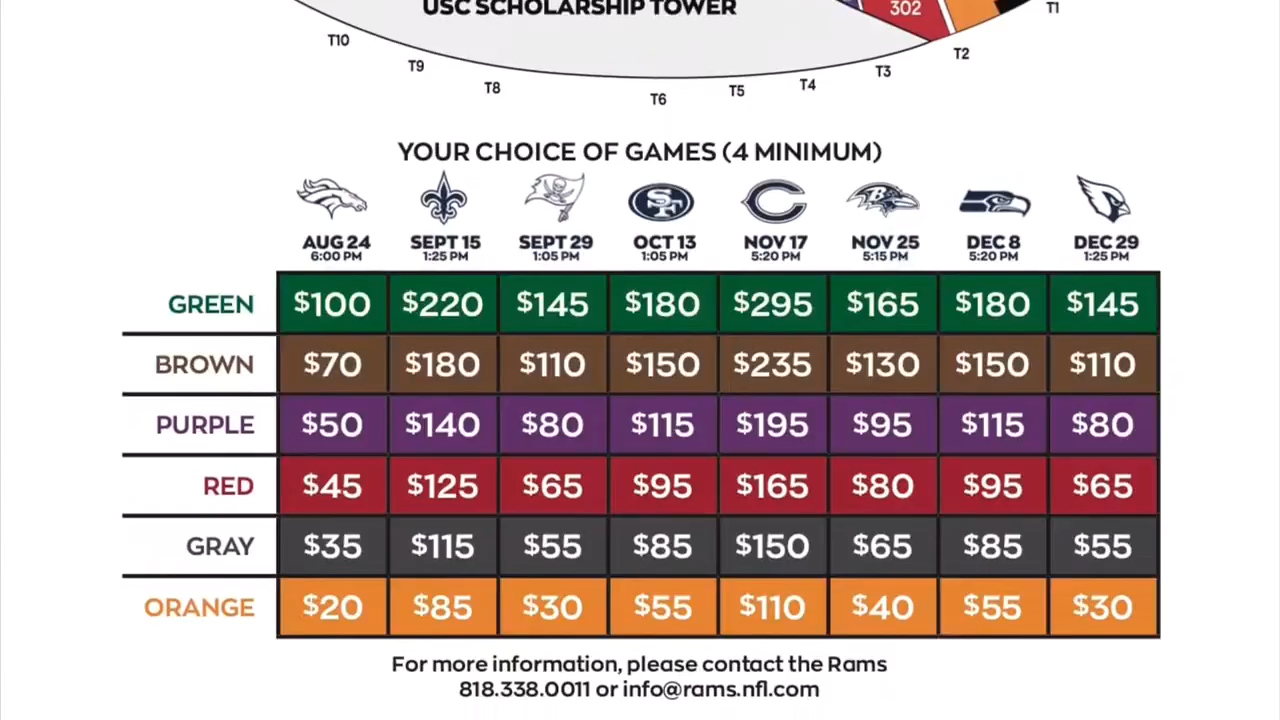 USC SCHOLARSHIP TOWER
302
T1
T10
T9
T8
T6
T5
T4
T3
T2
YOUR CHOICE OF GAMES (4 MINIMUM)
AUG 24 SEPT 15 SEPT 29 OCT 13 NOV 17 NOV 25 DEC 8 DEC 29
6:00 PM 1:25 PM 1:05 PM 1:05 PM 5:20 PM 5:15 PM 5:20 PM 1:25 PM
GREEN $100 $220 $145 $180 $295 $165 $180 $145
BROWN $70 $180 $110 $150 $235 $130 $150 $110
PURPLE $50 $140 $80 $115 $195 $95 $115 $80
RED $45 $125 $65 $95 $165 $80 $95 $65
GRAY $35 $115 $55 $85 $150 $65 $85 $55
ORANGE $20 $85 $30 $55 $110 $40 $55 $30
For more information, please contact the Rams
818.338.0011 or info@rams.nfl.com